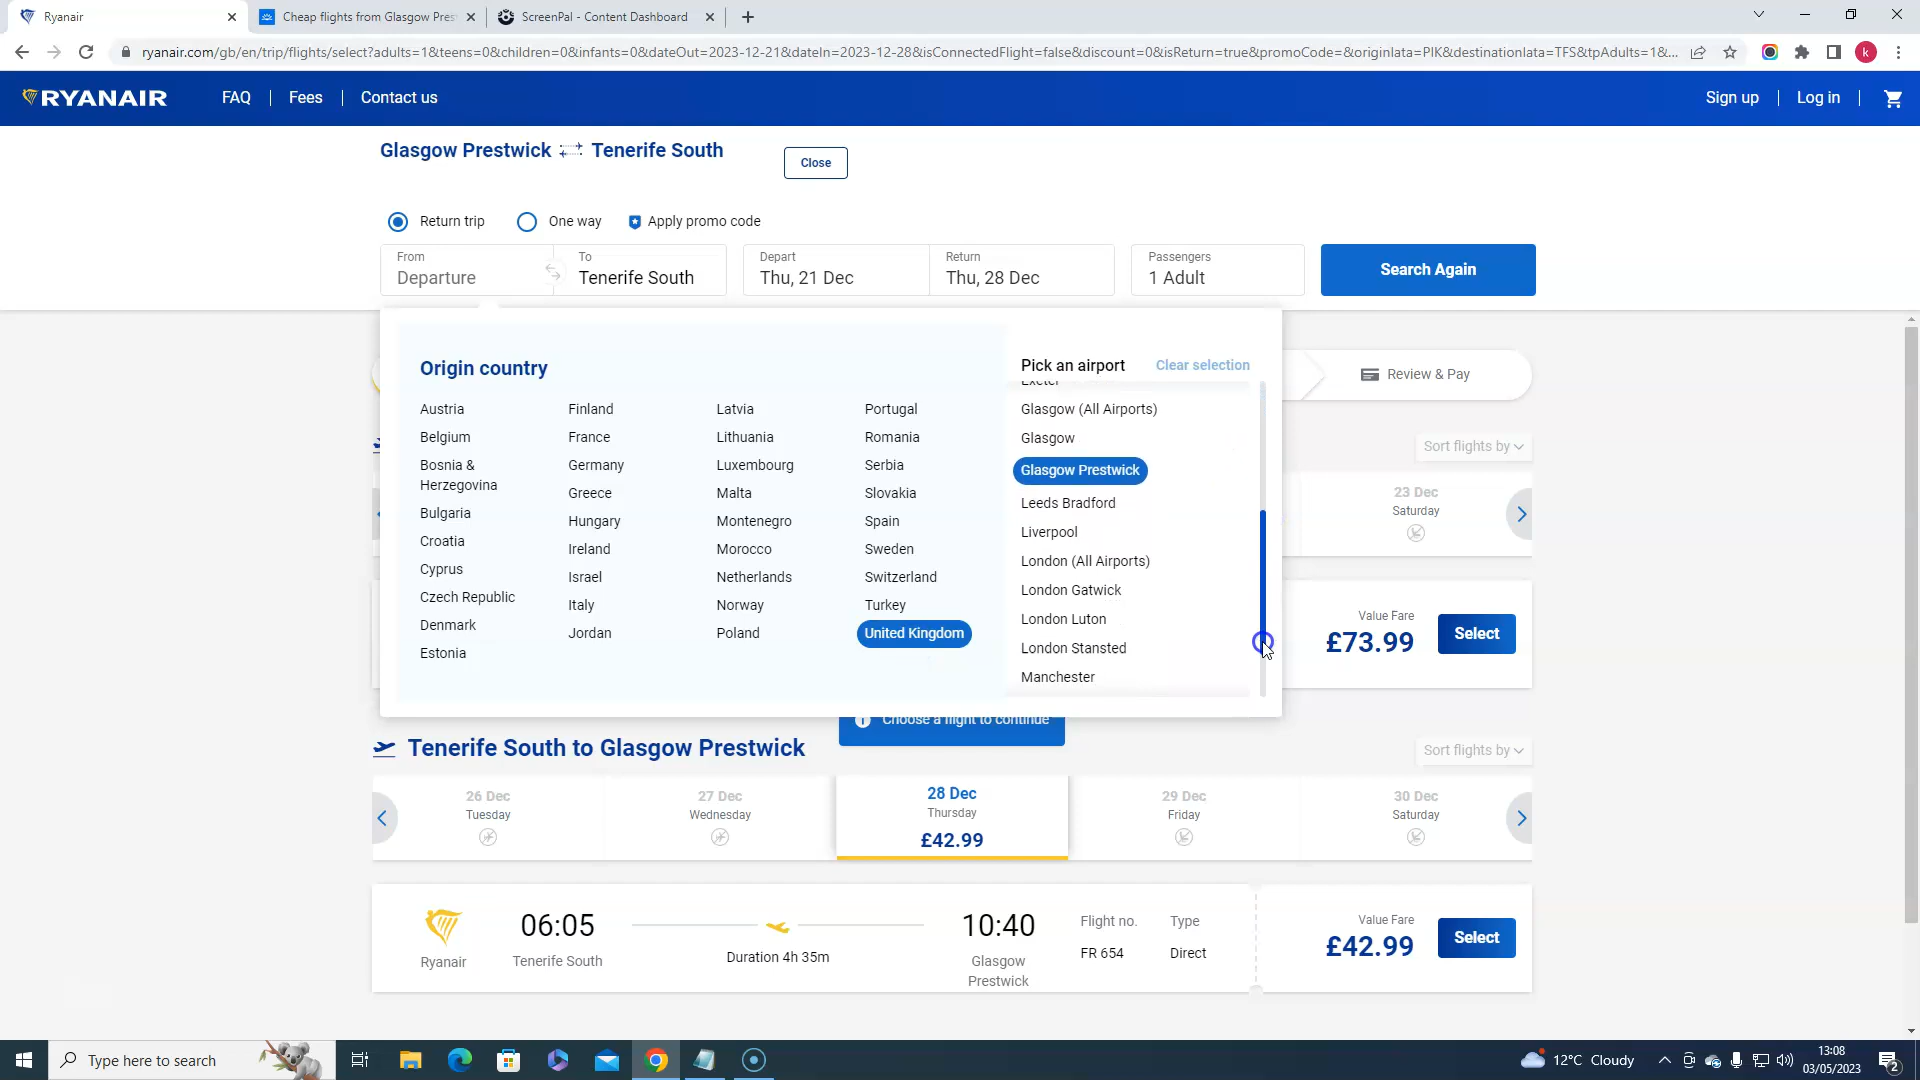 Ryanair
Cheap flights from Glasgow Pres
ScreenPal - Content Dashboard
ryanair.com/gb/en/trip/flights/select?adults=1&teens=0&children=0&infants=0&dateOut=2023-12-21&dateIn=2023-12-28&isConnectedFlight=false&discount=0&isReturn=true&promoCode=&originIata=PIK&destinationIata=TFS&tpAdults=1&...
k
RYANAIR
FAQ
Fees
Contact us
Sign up
Log in
Glasgow Prestwick
Tenerife South
Close
Return trip
One way
Apply promo code
From
Departure
To
Tenerife South
Depart
Thu, 21 Dec
Return
Thu, 28 Dec
Passengers
1 Adult
Search Again
Origin country
Austria
Belgium
Bosnia &
Herzegovina
Bulgaria
Croatia
Cyprus
Czech Republic
Denmark
Estonia
Finland
France
Germany
Greece
Hungary
Ireland
Israel
Italy
Jordan
Latvia
Lithuania
Luxembourg
Malta
Montenegro
Morocco
Netherlands
Norway
Poland
Portugal
Romania
Serbia
Slovakia
Spain
Sweden
Switzerland
Turkey
United Kingdom
Pick an airport
Clear selection
Exeter
Glasgow (All Airports)
Glasgow
Glasgow Prestwick
Leeds Bradford
Liverpool
London (All Airports)
London Gatwick
London Luton
London Stansted
Manchester
Review & Pay
Sort flights by
23 Dec
Saturday
Value Fare
£73.99
Select
Choose a flight to continue
Tenerife South to Glasgow Prestwick
Sort flights by
26 Dec
Tuesday
27 Dec
Wednesday
28 Dec
Thursday
£42.99
29 Dec
Friday
30 Dec
Saturday
Ryanair
06:05
Tenerife South
Duration 4h 35m
10:40
Glasgow
Prestwick
Flight no.
FR 654
Type
Direct
Value Fare
£42.99
Select
Type here to search
12°C Cloudy
13:08
03/05/2023
2